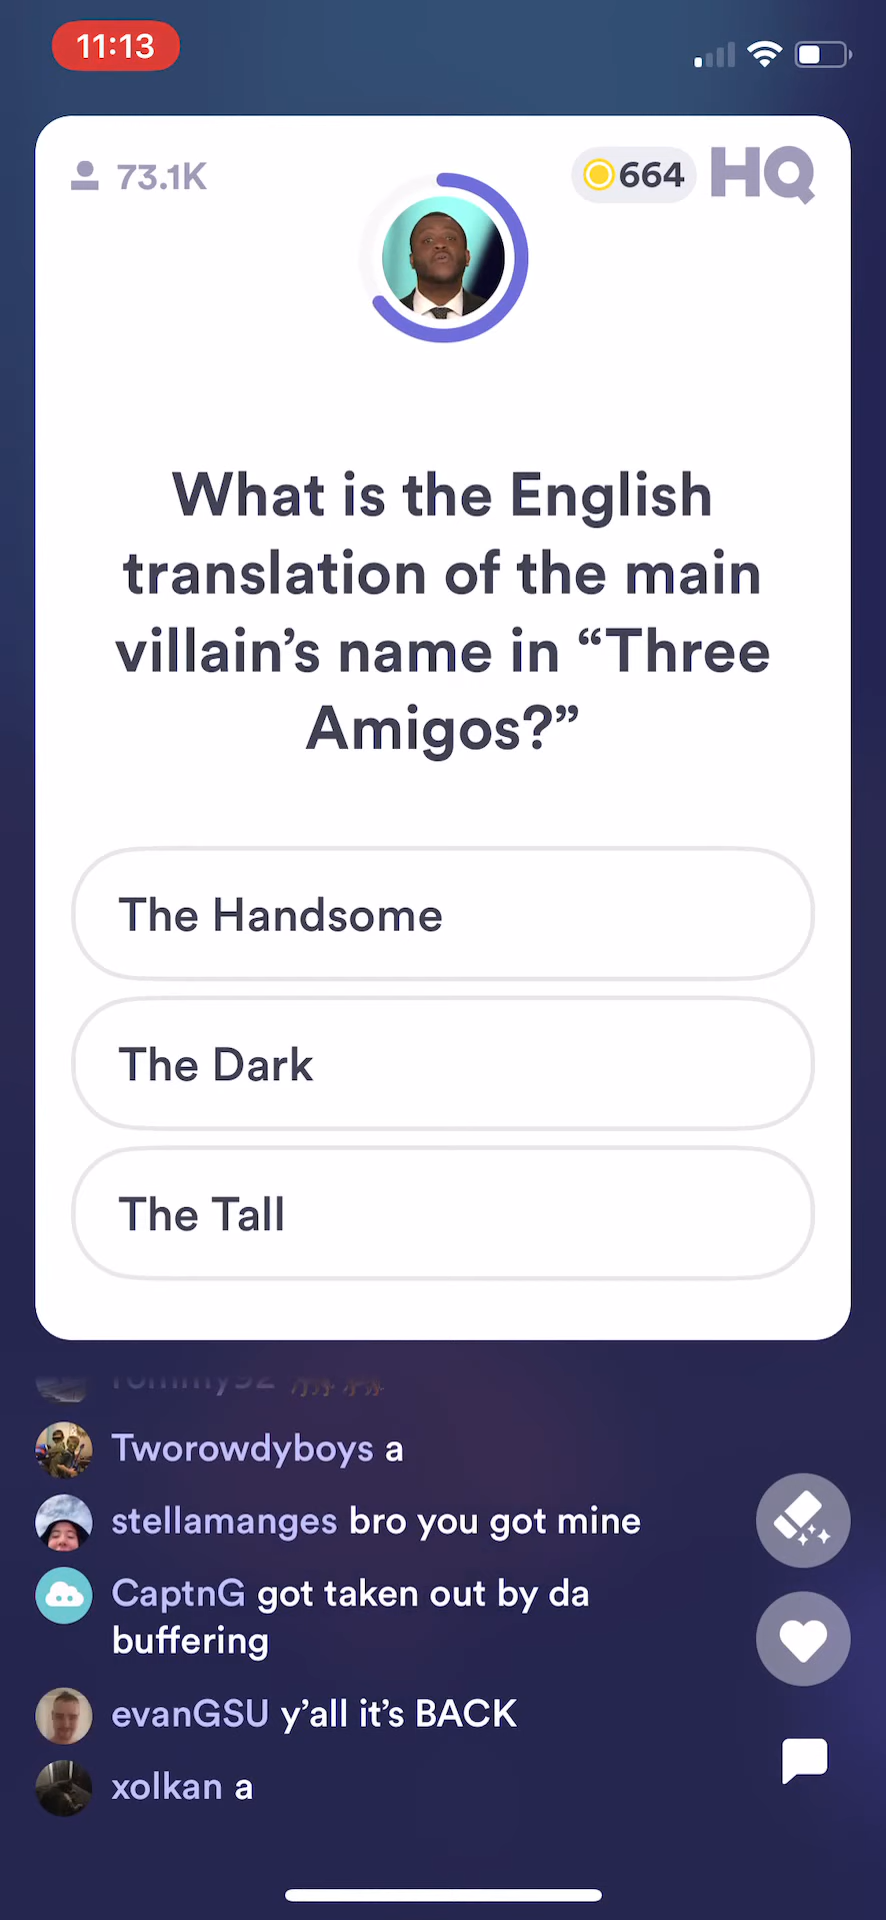 11:13
73.1K
664
HQ
What is the English
translation of the main
villain’s name in “Three
Amigos?”
The Handsome
The Dark
The Tall
Tworowdyboys a
stellamanges bro you got mine
CaptnG got taken out by da
buffering
evanGSU y’all it’s BACK
xolkan a